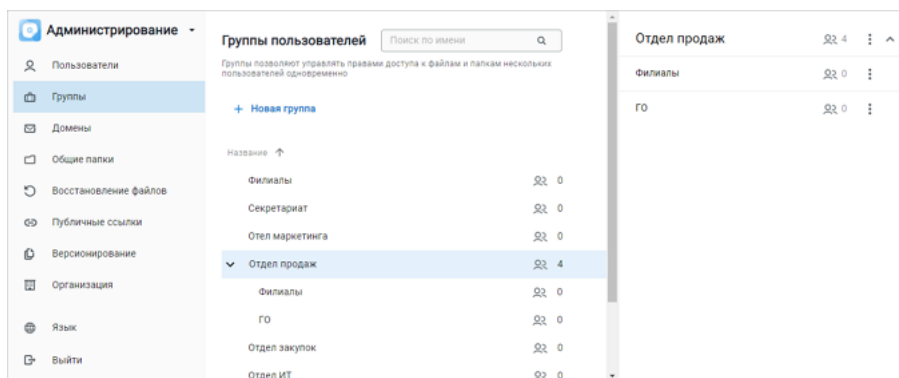 Администрирование
Пользователи
Группы
Домены
Общие папки
Восстановление файлов
Публичные ссылки
Версионирование
Организация
Язык
Выйти
Группы пользователей
Поиск по имени
Группы позволяют управлять правами доступа к файлам и папкам нескольких
пользователей одновременно
+ Новая группа
Название ↑
Филиалы 0
Секретариат 0
Отел маркетинга 0
Отдел продаж 4
Филиалы 0
ГО 0
Отдел закупок 0
Отдел ИТ 0
Отдел продаж 4
Филиалы 0
ГО 0